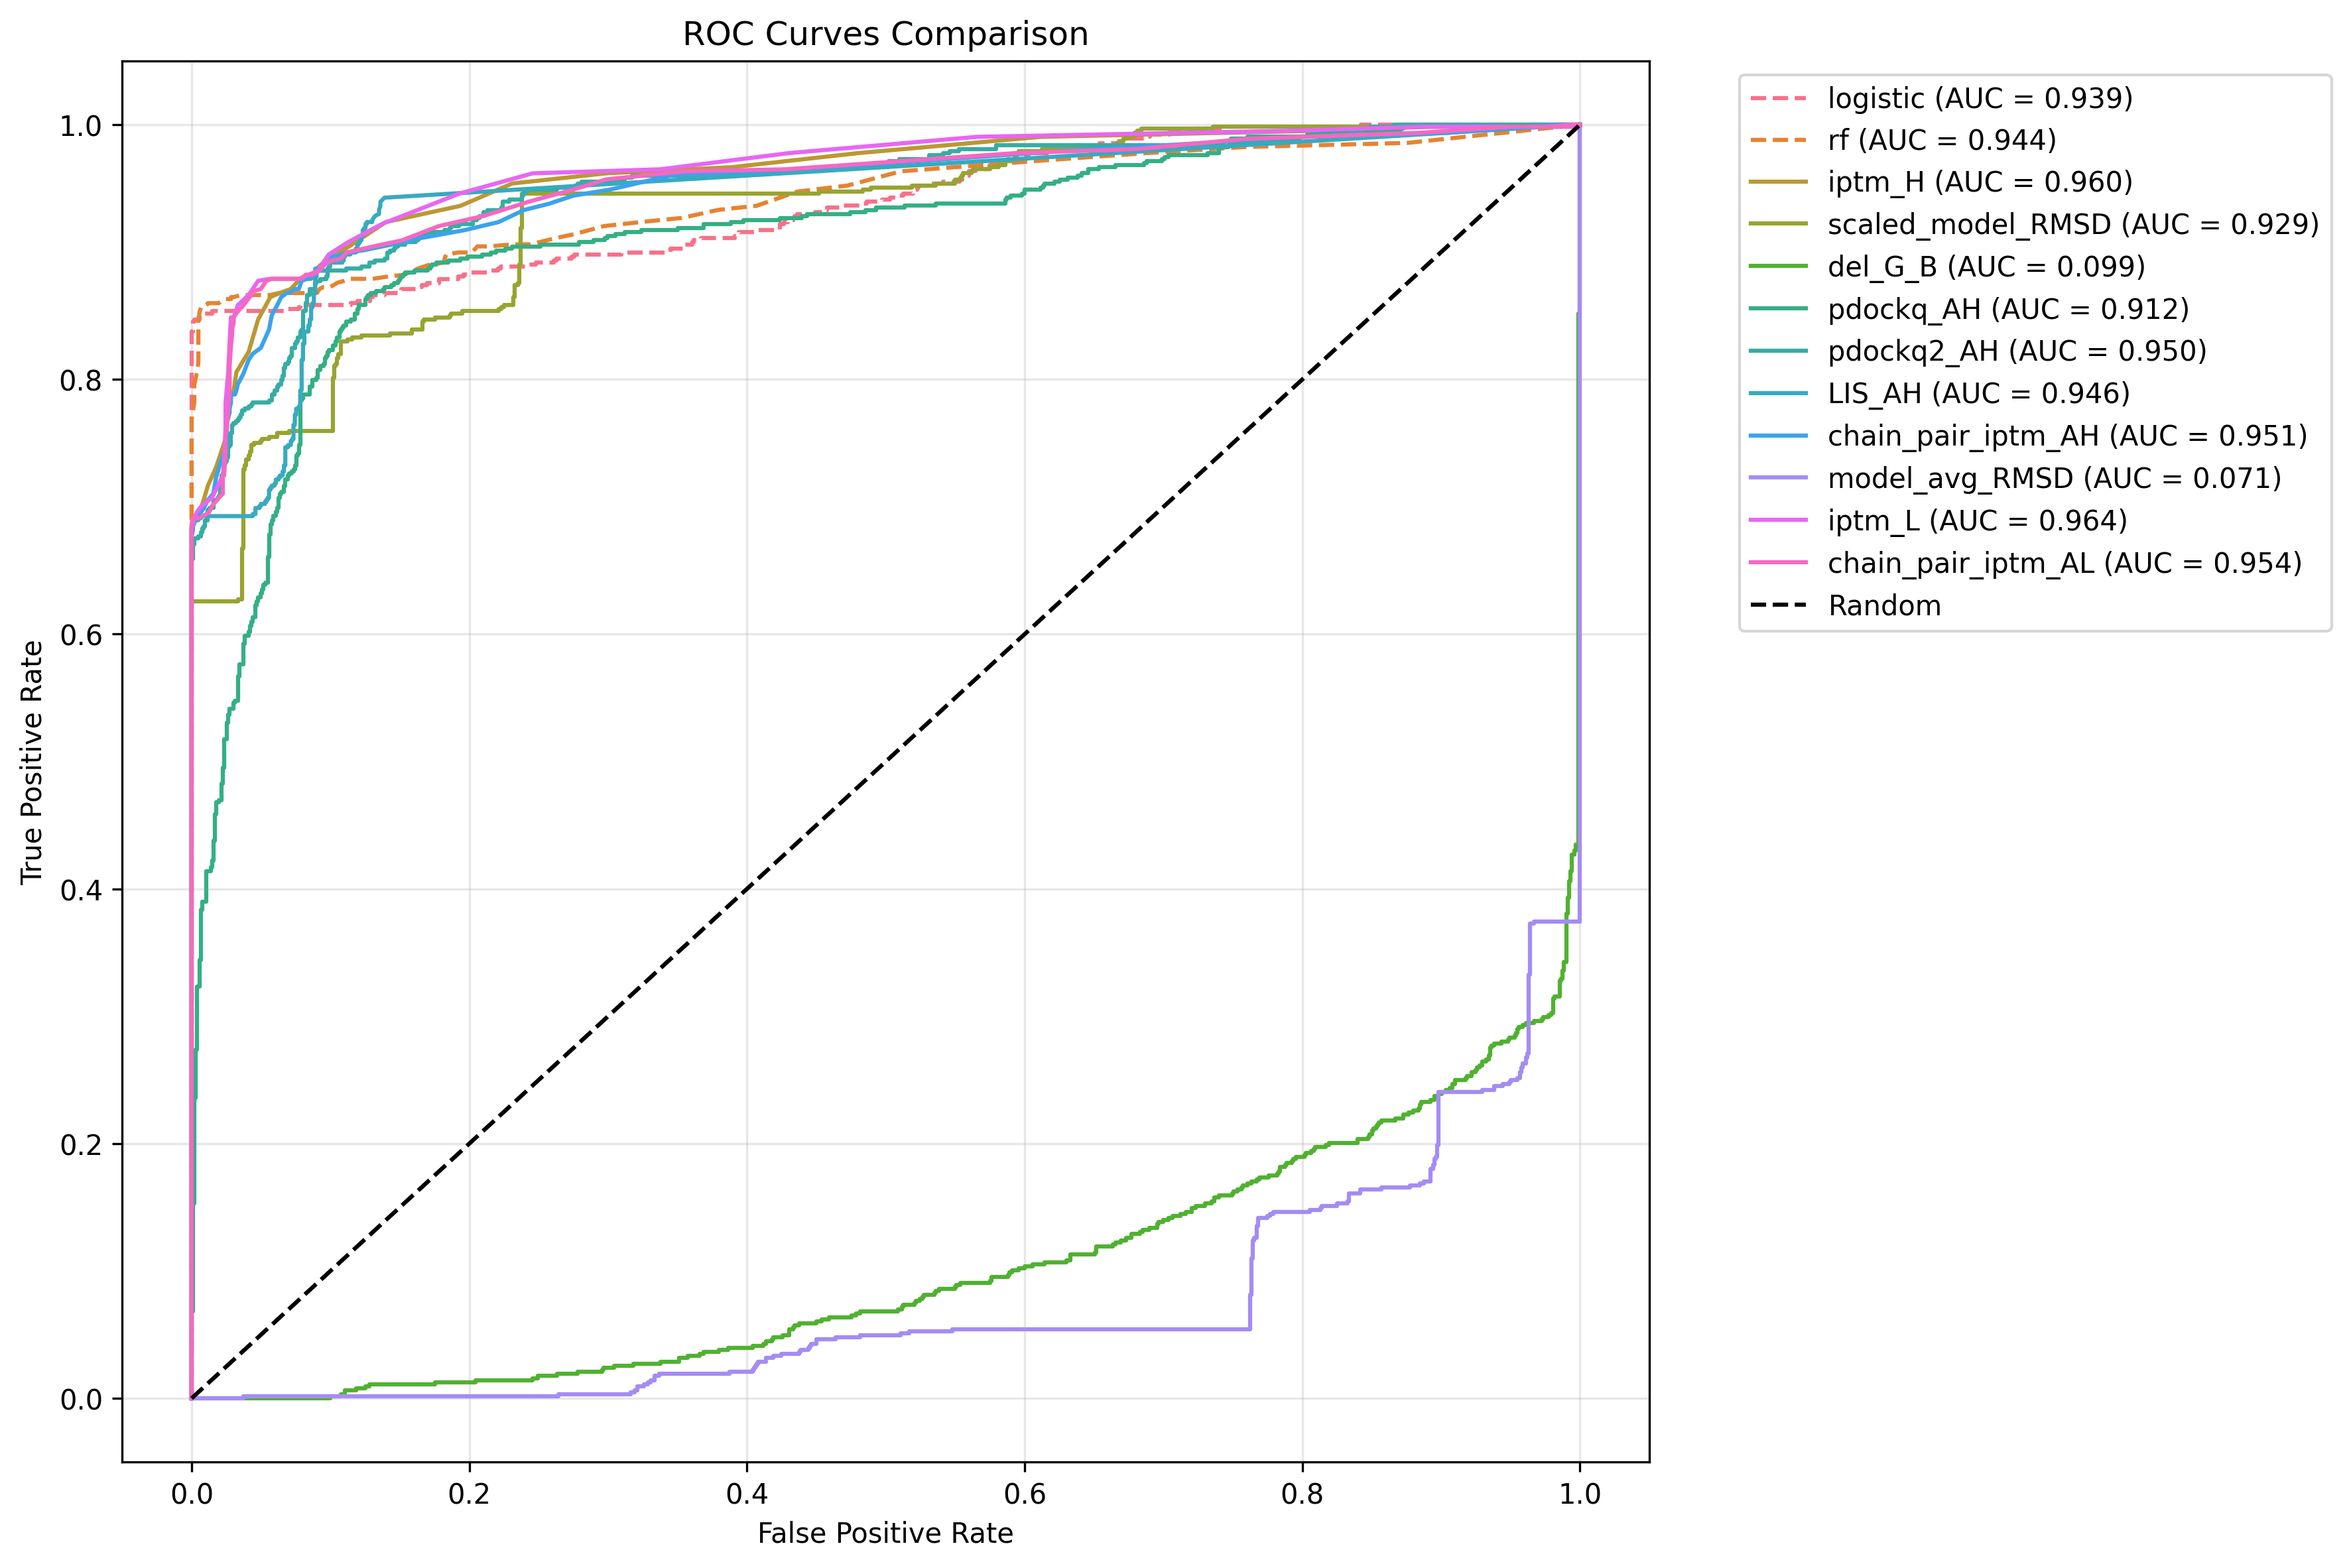 ROC Curves Comparison
True Positive Rate
1.0
0.8
0.6
0.4
0.2
0.0
0.0 0.2 0.4 0.6 0.8 1.0
False Positive Rate
logistic (AUC = 0.939)
rf (AUC = 0.944)
iptm_H (AUC = 0.960)
scaled_model_RMSD (AUC = 0.929)
del_G_B (AUC = 0.099)
pdockq_AH (AUC = 0.912)
pdockq2_AH (AUC = 0.950)
LIS_AH (AUC = 0.946)
chain_pair_iptm_AH (AUC = 0.951)
model_avg_RMSD (AUC = 0.071)
iptm_L (AUC = 0.964)
chain_pair_iptm_AL (AUC = 0.954)
Random